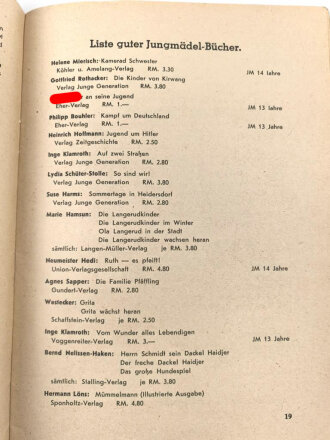 Liste guter Jungmädel-Bücher.
Helene Mierisch: Kamerad Schwester
Köhler u. Amelang-Verlag RM. 3.30 JM 14 Jahre
Gottfried Rothacker: Die Kinder von Kirwang
Verlag Junge Generation RM. 3.80
r an seine Jugend
Eher-Verlag RM. 1.— JM 13 Jahre
Philipp Bouhler: Kampf um Deutschland
Eher-Verlag RM. 1.— JM 13 Jahre
Heinrich Hoffmann: Jugend um Hitler
Verlag Zeitgeschichte RM. 2.50
Inge Klamroth: Auf zwei Straßen
Verlag Junge Generation RM. 2.80
Lydia Schürer-Stolle: So sind wir!
Verlag Junge Generation RM. 2.80
Suse Harms: Sommertage in Heidersdorf
Verlag Junge Generation RM. 2.80
Marie Hamsun: Die Langerudkinder
Die Langerudkinder im Winter
Ola Langerud in der Stadt
Die Langerudkinder wachsen heran
sämtlich: Langen-Müller-Verlag je RM. 3.80
Neumeister Hedi: Ruth — es pfeift!
Union-Verlagsgesellschaft RM. 4.80 JM 14 Jahre
Agnes Sapper: Die Familie Pfäffling
Gundert-Verlag RM. 2.80
Westecker: Grita
Grita wächst heran
Schaffstein-Verlag je RM. 2.50
Inge Klamroth: Vom Wunder alles Lebendigen
Voggenreiter-Verlag RM. 3.— JM 13 Jahre
Bernd Nelissen-Haken: Herrn Schmidt sein Dackel Haidjer
Der freche Dackel Haidjer
Das große Hundespiel
sämtlich: Stalling-Verlag je RM. 4.80
Hermann Löns: Mümmelmann (Illustrierte Ausgabe)
Sponholtz-Verlag RM. 4.80
19